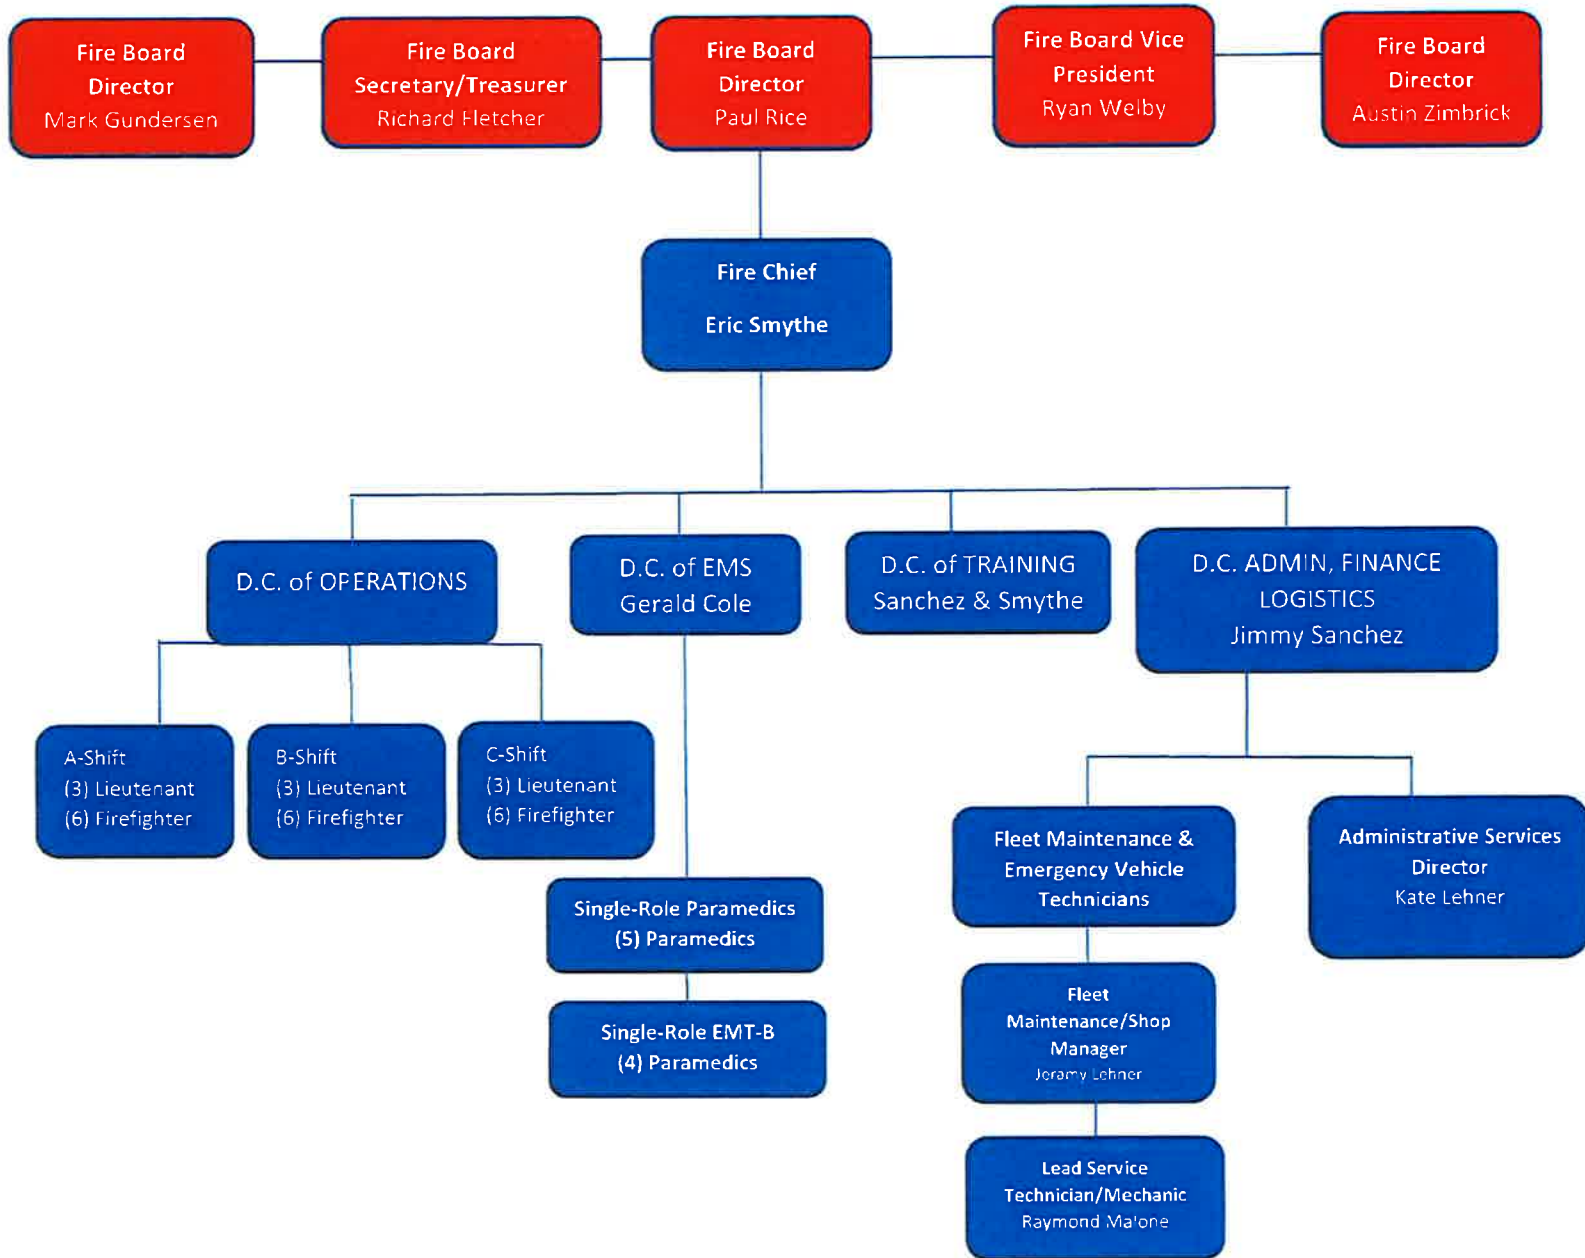 Fire Board
Director
Mark Gundersen
Fire Board
Secretary/Treasurer
Richard Fletcher
Fire Board
Director
Paul Rice
Fire Board Vice
President
Ryan Welby
Fire Board
Director
Austin Zimbrick
Fire Chief
Eric Smythe
D.C. of OPERATIONS
D.C. of EMS
Gerald Cole
D.C. of TRAINING
Sanchez & Smythe
D.C. ADMIN, FINANCE
LOGISTICS
Jimmy Sanchez
A-Shift
(3) Lieutenant
(6) Firefighter
B-Shift
(3) Lieutenant
(6) Firefighter
C-Shift
(3) Lieutenant
(6) Firefighter
Single-Role Paramedics
(5) Paramedics
Single-Role EMT-B
(4) Paramedics
Fleet Maintenance &
Emergency Vehicle
Technicians
Administrative Services
Director
Kate Lehner
Fleet
Maintenance/Shop
Manager
Jeramy Lehner
Lead Service
Technician/Mechanic
Raymond Malone